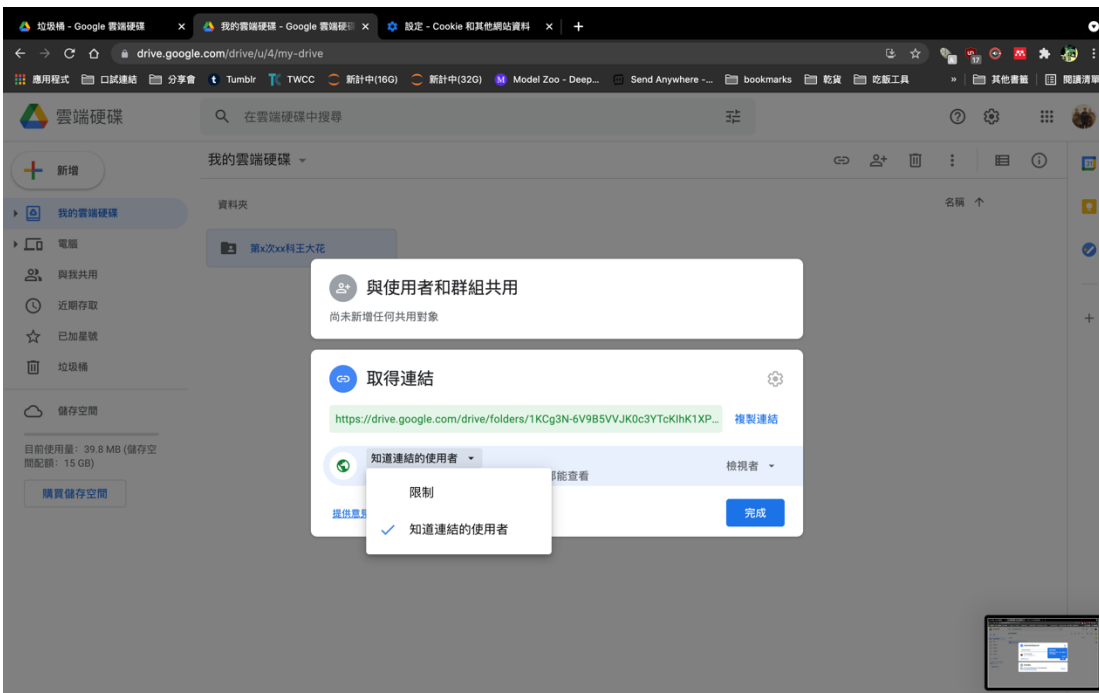 垃圾桶 - Google 雲端硬碟
我的雲端硬碟 - Google 雲端硬碟
設定 - Cookie 和其他網站資料
drive.google.com/drive/u/4/my-drive
應用程式 口試連結 分享會 Tumblr TWCC 新計中(16G) 新計中(32G) Model Zoo - Deep... Send Anywhere -... bookmarks 乾貨 吃飯工具 » 其他書籤 閱讀清單
雲端硬碟
在雲端硬碟中搜尋
新增
我的雲端硬碟
電腦
與我共用
近期存取
已加星號
垃圾桶
儲存空間
目前使用量: 39.8 MB (儲存空
間配額: 15 GB)
購買儲存空間
我的雲端硬碟
資料夾
名稱
第x次xx科王大花
與使用者和群組共用
尚未新增任何共用對象
取得連結
https://drive.google.com/drive/folders/1KCg3N-6V9B5VVJK0c3YTcKIhK1XP...
複製連結
知道連結的使用者
能查看
檢視者
限制
知道連結的使用者
提供意
完成